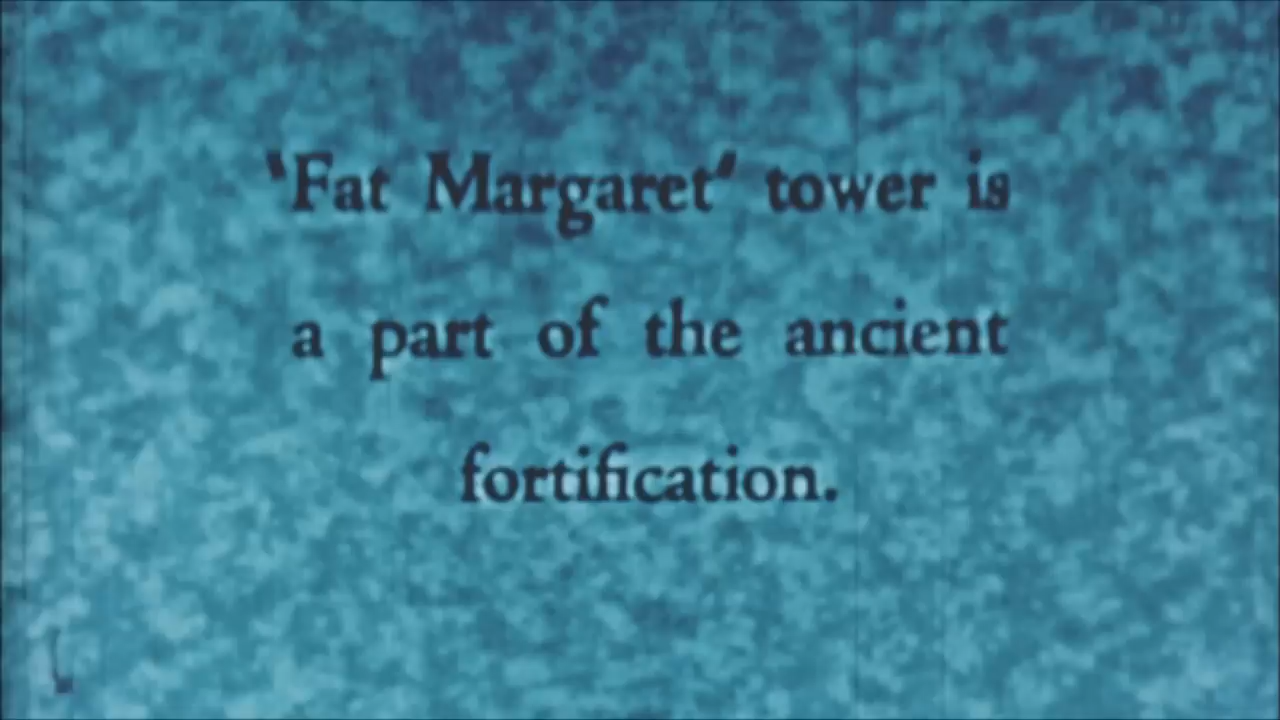 'Fat Margaret' tower is
a part of the ancient
fortification.